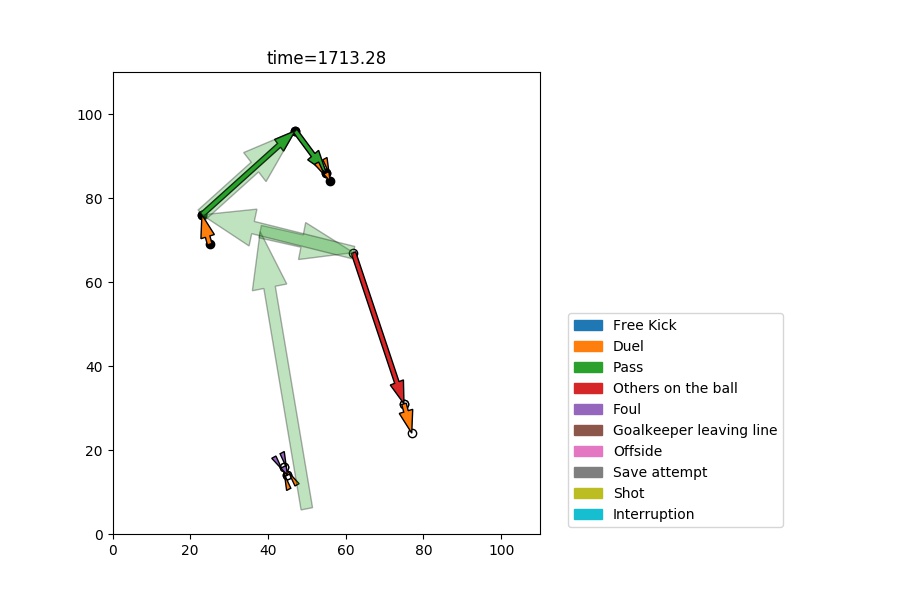 time=1713.28
100
80
60
40
20
0
0 20 40 60 80 100
Free Kick
Duel
Pass
Others on the ball
Foul
Goalkeeper leaving line
Offside
Save attempt
Shot
Interruption